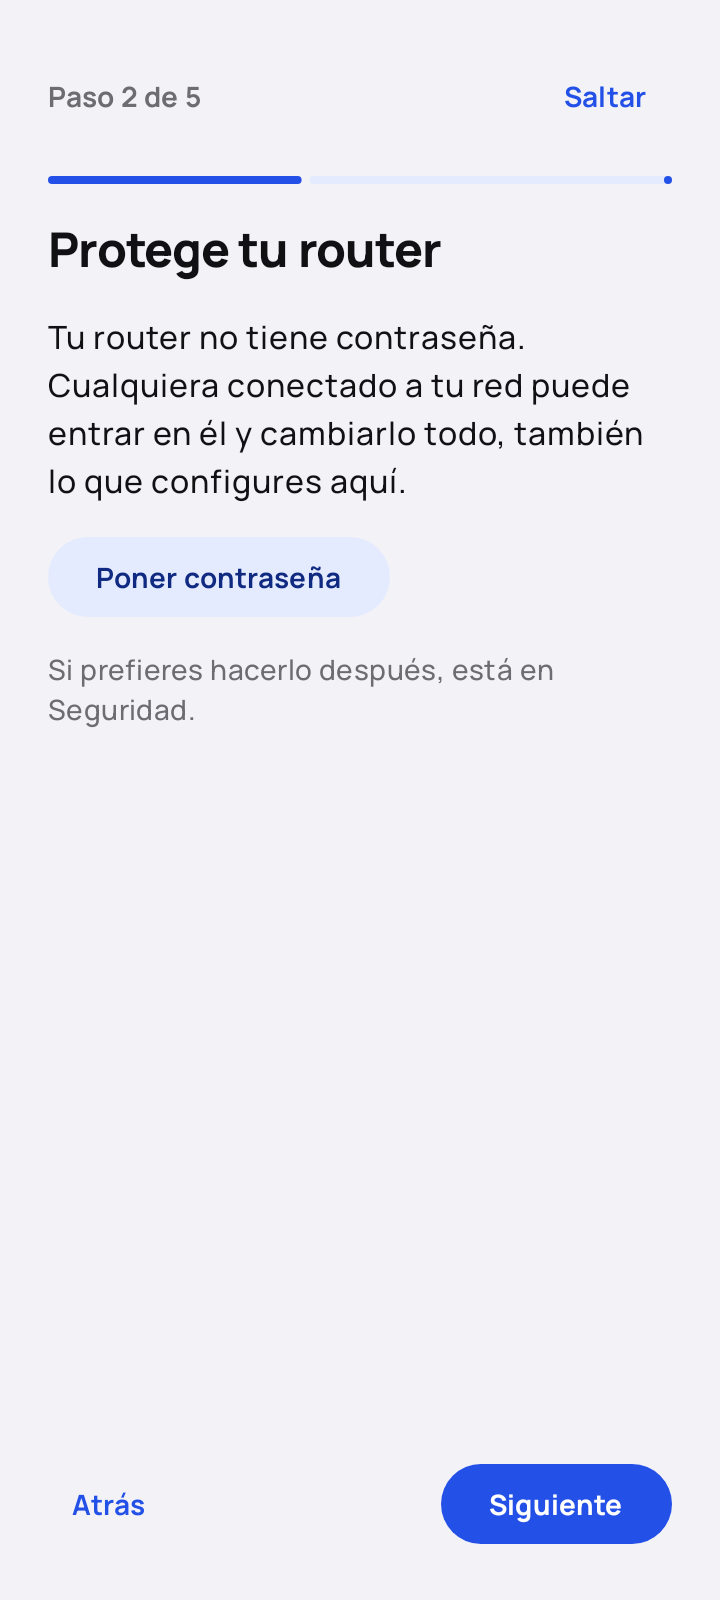 Paso 2 de 5
Saltar
Protege tu router
Tu router no tiene contraseña.
Cualquiera conectado a tu red puede
entrar en él y cambiarlo todo, también
lo que configures aquí.
Poner contraseña
Si prefieres hacerlo después, está en
Seguridad.
Atrás
Siguiente